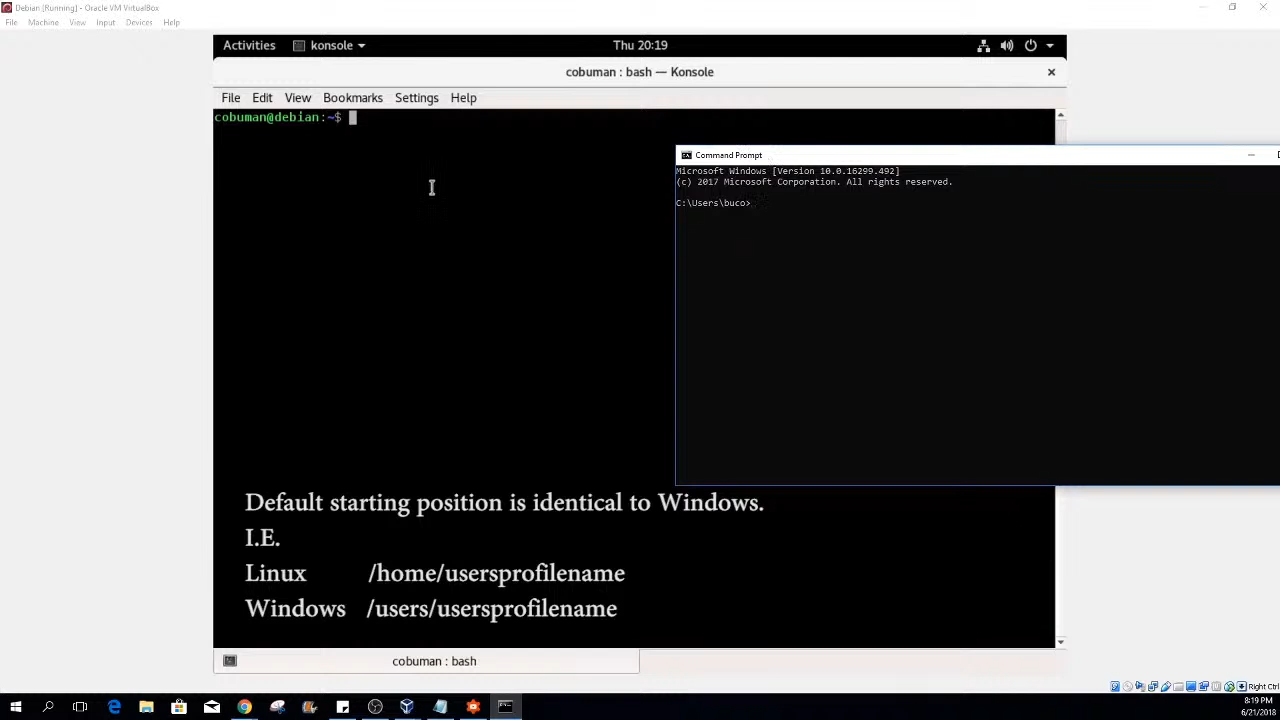 Debian [Running] - Oracle VM VirtualBox
File Machine View Input Devices Help
Activities konsole Thu 20:19
cobuman : bash — Konsole
File Edit View Bookmarks Settings Help
cobuman@debian:~$
Command Prompt
Microsoft Windows [Version 10.0.16299.492]
(c) 2017 Microsoft Corporation. All rights reserved.
C:\Users\buco>
Default starting position is identical to Windows.
I.E.
Linux /home/usersprofilename
Windows /users/usersprofilename
cobuman : bash
Right Ctrl
8:19 PM
6/21/2018